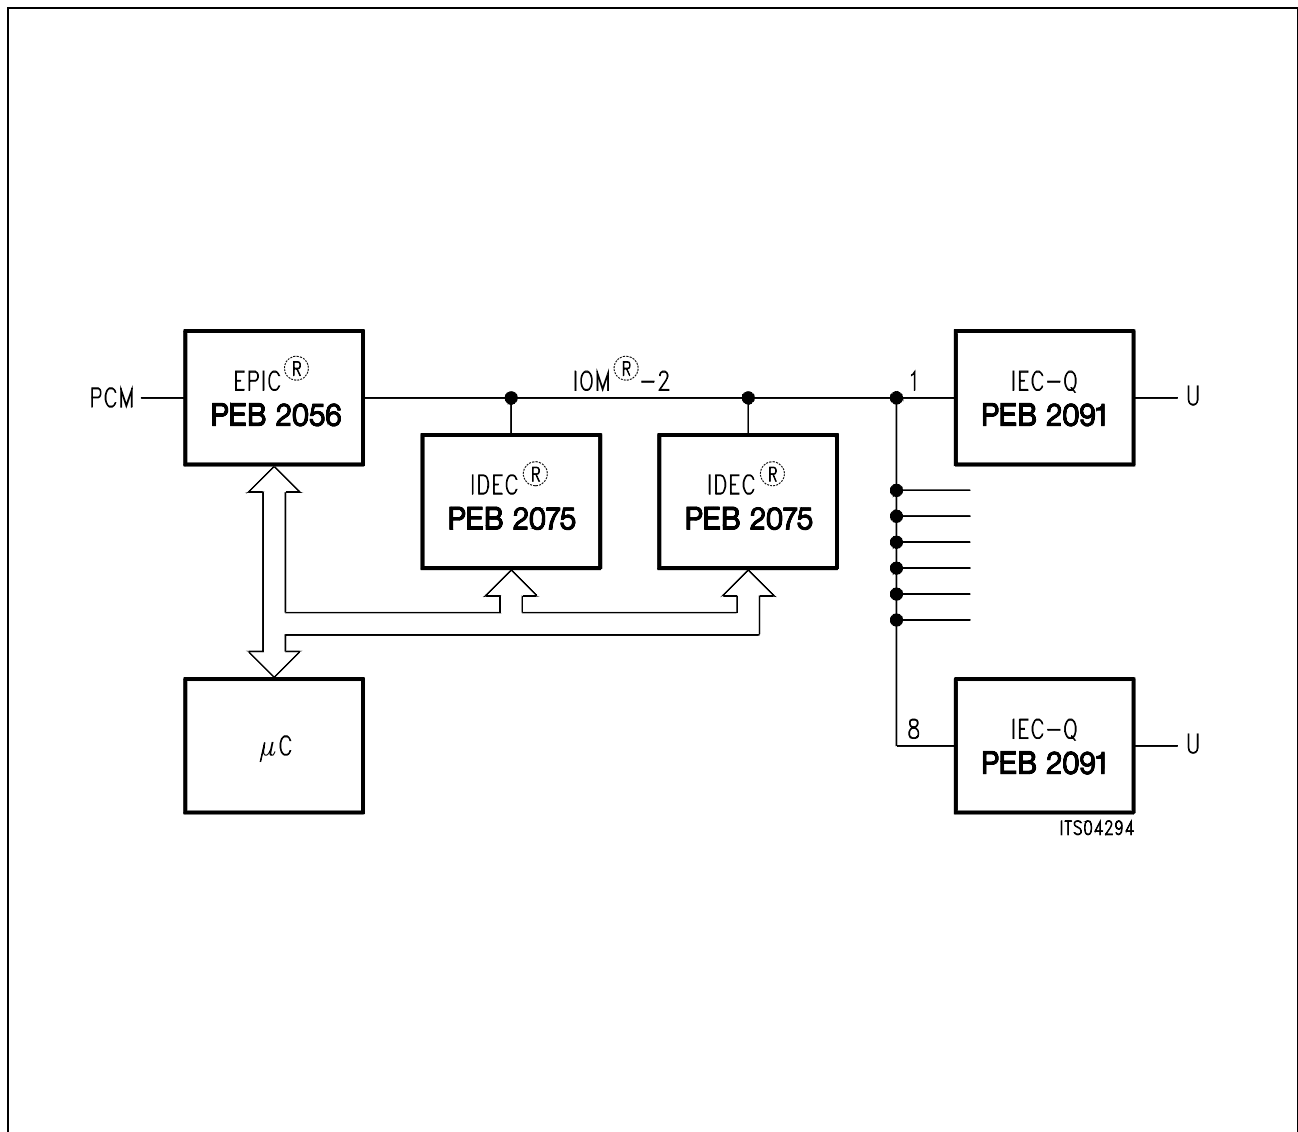 PCM
EPIC®
PEB 2056
IOM®-2
1
IEC-Q
PEB 2091
U
IDEC®
PEB 2075
IDEC®
PEB 2075
μC
8
IEC-Q
PEB 2091
U
ITS04294